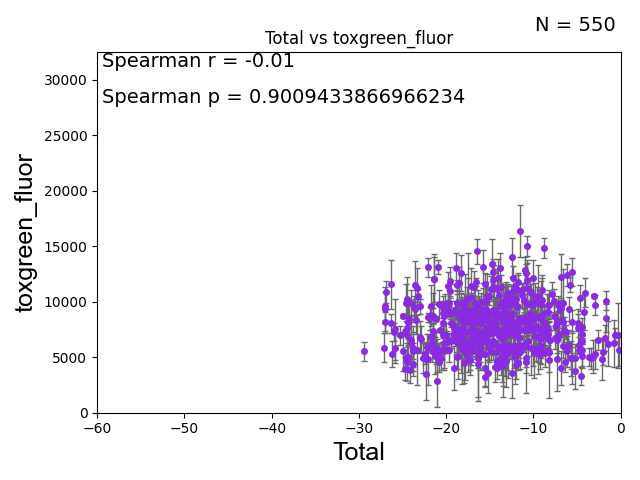 N = 550
Total vs toxgreen_fluor
Spearman r = -0.01
Spearman p = 0.9009433866966234
30000
25000
20000
15000
10000
5000
0
toxgreen_fluor
−60 −50 −40 −30 −20 −10 0
Total